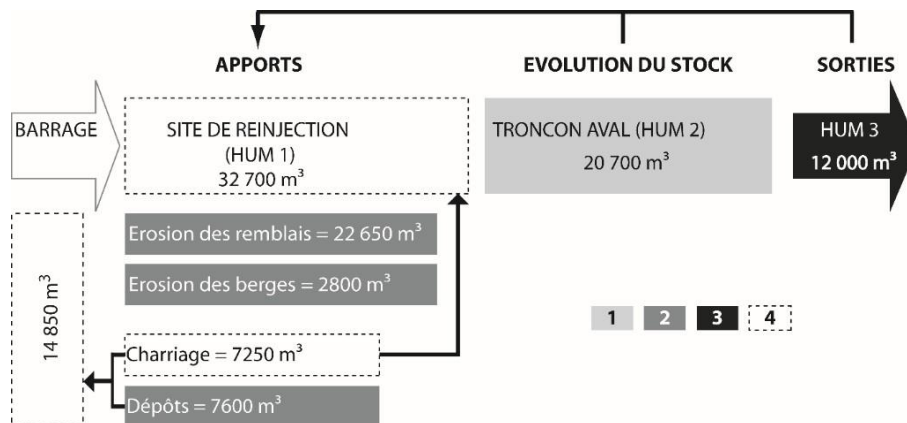 APPORTS
EVOLUTION DU STOCK
SORTIES
BARRAGE
SITE DE REINJECTION
(HUM 1)
32 700 m³
TRONCON AVAL (HUM 2)
20 700 m³
HUM 3
12 000 m³
Erosion des remblais = 22 650 m³
Erosion des berges = 2800 m³
14 850 m³
Charriage = 7250 m³
Dépôts = 7600 m³
1 2 3 4